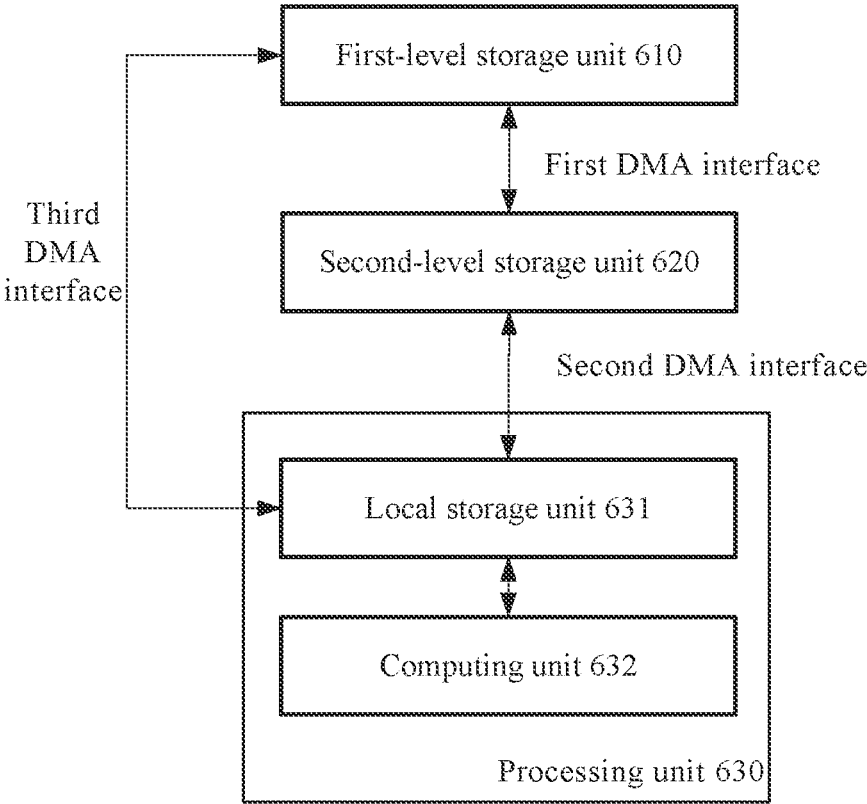 First-level storage unit 610
First DMA interface
Third
DMA
interface
Second-level storage unit 620
Second DMA interface
Local storage unit 631
Computing unit 632
Processing unit 630